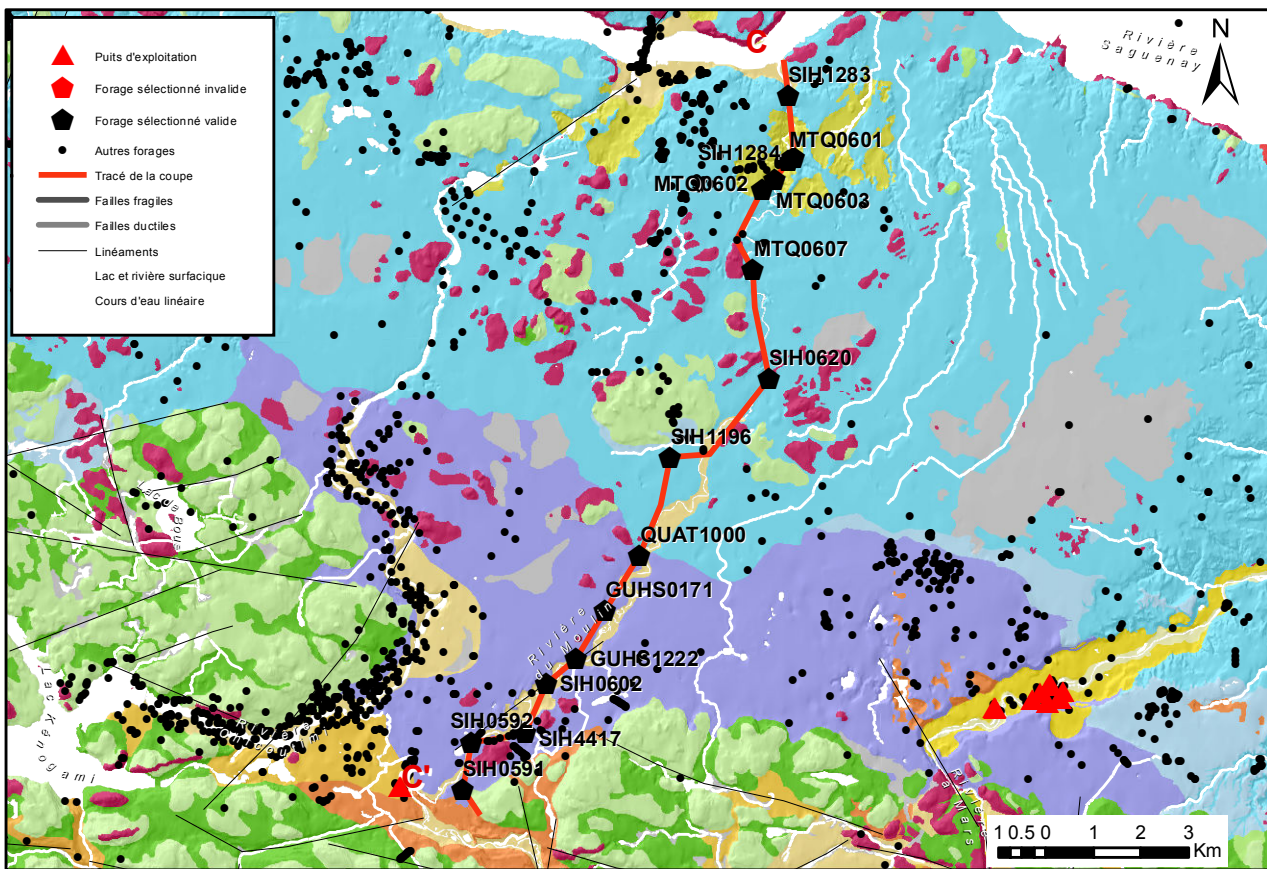 Puits d'exploitation
Forage sélectionné invalide
Forage sélectionné valide
Autres forages
Tracé de la coupe
Failles fragiles
Failles ductiles
Linéaments
Lac et rivière surfacique
Cours d'eau linéaire
C
Rivière
Saguenay
N
SIH1283
MTQ0601
SIH1284
MTQ0602
MTQ0603
MTQ0607
SIH0620
SIH1196
QUAT1000
GUHS0171
Rivière
du Moulin
GUHS1222
SIH0602
SIH0592
SIH4417
SIH0591
C'
Lac Kénogami
Rivière
Rivière
à Mars
1 0.5 0 1 2 3
Km